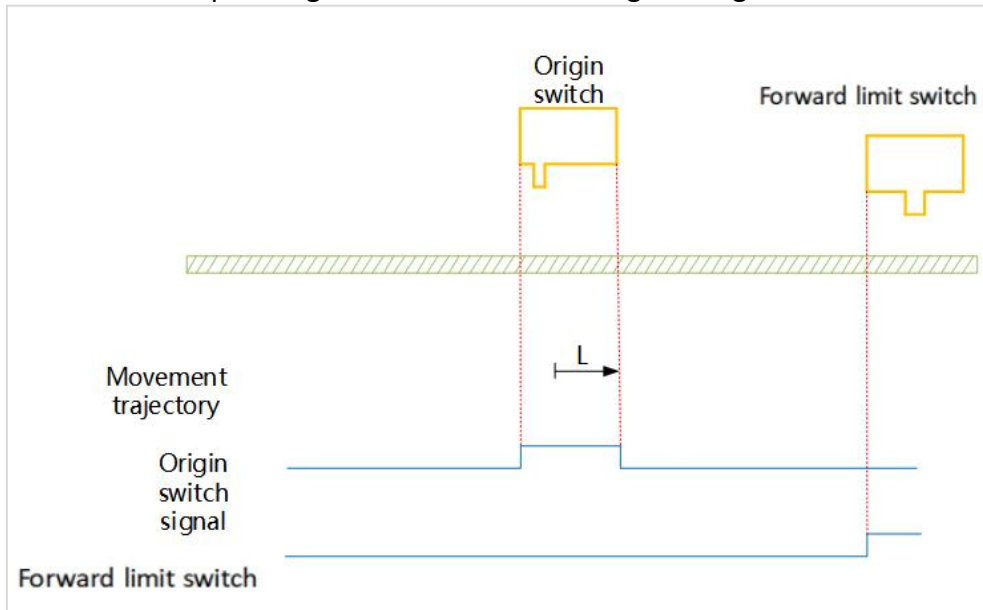 Origin
switch
Forward limit switch
L
Movement
trajectory
Origin
switch
signal
Forward limit switch